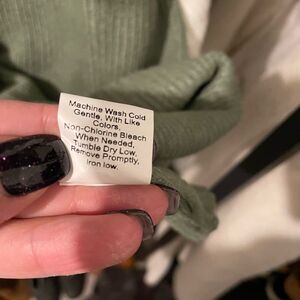 Machine Wash Cold
Gentle, With Like
Colors,
Non-Chlorine Bleach
When Needed,
Tumble Dry Low,
Remove Promptly,
Iron low.